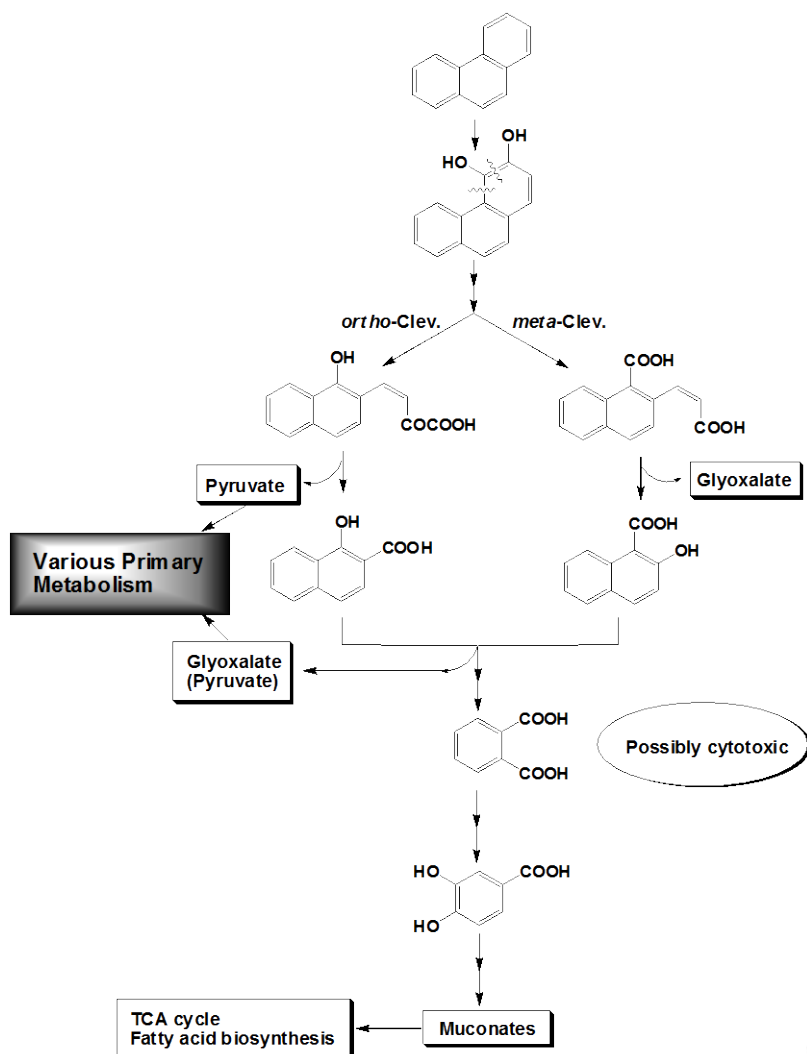 OH
HO
ortho-Clev.
meta-Clev.
OH
COCOOH
COOH
COOH
Pyruvate
Glyoxalate
OH
COOH
COOH
OH
Various Primary
Metabolism
Glyoxalate
(Pyruvate)
COOH
COOH
Possibly cytotoxic
HO
COOH
HO
TCA cycle
Fatty acid biosynthesis
Muconates